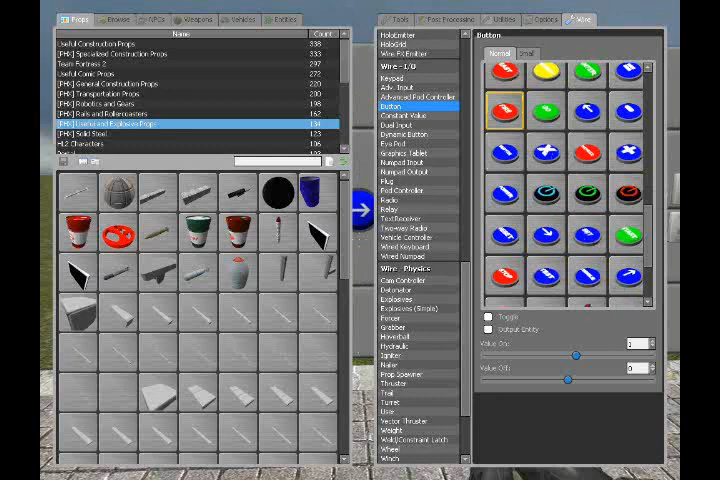 Props Browse NPCs Weapons Vehicles Entities
Name Count
Useful Construction Props 338
[PHX] Specialized Construction Props 333
Team Fortress 2 297
Useful Comic Props 272
[PHX] General Construction Props 220
[PHX] Transportation Props 200
[PHX] Robotics and Gears 198
[PHX] Rails and Rollercoasters 188
[PHX] Useful and Explosive Props 134
[PHX] Solid Steel 123
HL2 Characters 106
Tools Post Processing Utilities Options Wire
HoloEmitter
HoloGrid
Wire FX Emitter
Wire - I/O
Keypad
Adv. Input
Advanced Pod Controller
Button
Constant Value
Dual Input
Dynamic Button
Eye Pod
Graphics Tablet
Numpad Input
Numpad Output
Plug
Pod Controller
Radio
Relay
Text Receiver
Two-way Radio
Vehicle Controller
Wired Keyboard
Wired Numpad
Wire - Physics
Cam Controller
Detonator
Explosives
Explosives (Simple)
Forcer
Grabber
Hoverball
Hydraulic
Igniter
Nailer
Prop Spawner
Thruster
Trail
Turret
User
Vector Thruster
Weight
Weld/Constraint Latch
Wheel
Winch
Button
Normal Small
START
STOP
START
Toggle
Output Entity
Value On: 1
Value Off: 0